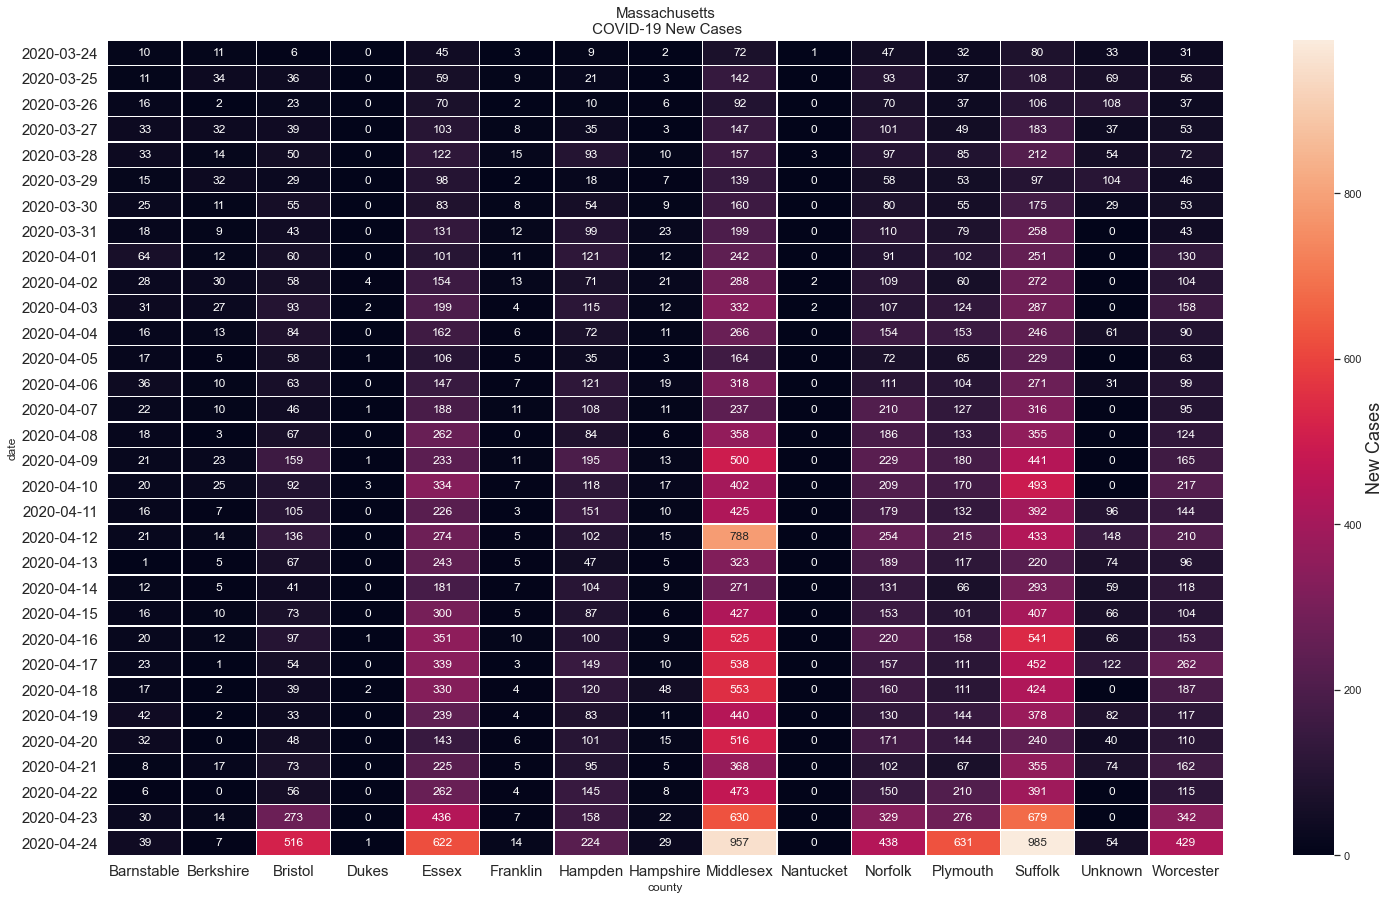 Massachusetts
COVID-19 New Cases
2020-03-24 10 11 6 0 45 3 9 2 72 1 47 32 80 33 31
2020-03-25 11 34 36 0 59 9 21 3 142 0 93 37 108 69 56
2020-03-26 16 2 23 0 70 2 10 6 92 0 70 37 106 108 37
2020-03-27 33 32 39 0 103 8 35 3 147 0 101 49 183 37 53
2020-03-28 33 14 50 0 122 15 93 10 157 3 97 85 212 54 72
2020-03-29 15 32 29 0 98 2 18 7 139 0 58 53 97 104 46
2020-03-30 25 11 55 0 83 8 54 9 160 0 80 55 175 29 53
2020-03-31 18 9 43 0 131 12 99 23 199 0 110 79 258 0 43
2020-04-01 64 12 60 0 101 11 121 12 242 0 91 102 251 0 130
2020-04-02 28 30 58 4 154 13 71 21 288 2 109 60 272 0 104
2020-04-03 31 27 93 2 199 4 115 12 332 2 107 124 287 0 158
2020-04-04 16 13 84 0 162 6 72 11 266 0 154 153 246 61 90
2020-04-05 17 5 58 1 106 5 35 3 164 0 72 65 229 0 63
2020-04-06 36 10 63 0 147 7 121 19 318 0 111 104 271 31 99
2020-04-07 22 10 46 1 188 11 108 11 237 0 210 127 316 0 95
2020-04-08 18 3 67 0 262 0 84 6 358 0 186 133 355 0 124
2020-04-09 21 23 159 1 233 11 195 13 500 0 229 180 441 0 165
2020-04-10 20 25 92 3 334 7 118 17 402 0 209 170 493 0 217
2020-04-11 16 7 105 0 226 3 151 10 425 0 179 132 392 96 144
2020-04-12 21 14 136 0 274 5 102 15 788 0 254 215 433 148 210
2020-04-13 1 5 67 0 243 5 47 5 323 0 189 117 220 74 96
2020-04-14 12 5 41 0 181 7 104 9 271 0 131 66 293 59 118
2020-04-15 16 10 73 0 300 5 87 6 427 0 153 101 407 66 104
2020-04-16 20 12 97 1 351 10 100 9 525 0 220 158 541 66 153
2020-04-17 23 1 54 0 339 3 149 10 538 0 157 111 452 122 262
2020-04-18 17 2 39 2 330 4 120 48 553 0 160 111 424 0 187
2020-04-19 42 2 33 0 239 4 83 11 440 0 130 144 378 82 117
2020-04-20 32 0 48 0 143 6 101 15 516 0 171 144 240 40 110
2020-04-21 8 17 73 0 225 5 95 5 368 0 102 67 355 74 162
2020-04-22 6 0 56 0 262 4 145 8 473 0 150 210 391 0 115
2020-04-23 30 14 273 0 436 7 158 22 630 0 329 276 679 0 342
2020-04-24 39 7 516 1 622 14 224 29 957 0 438 631 985 54 429
Barnstable Berkshire Bristol Dukes Essex Franklin Hampden Hampshire Middlesex Nantucket Norfolk Plymouth Suffolk Unknown Worcester
county
date
800
600
400
200
0
New Cases